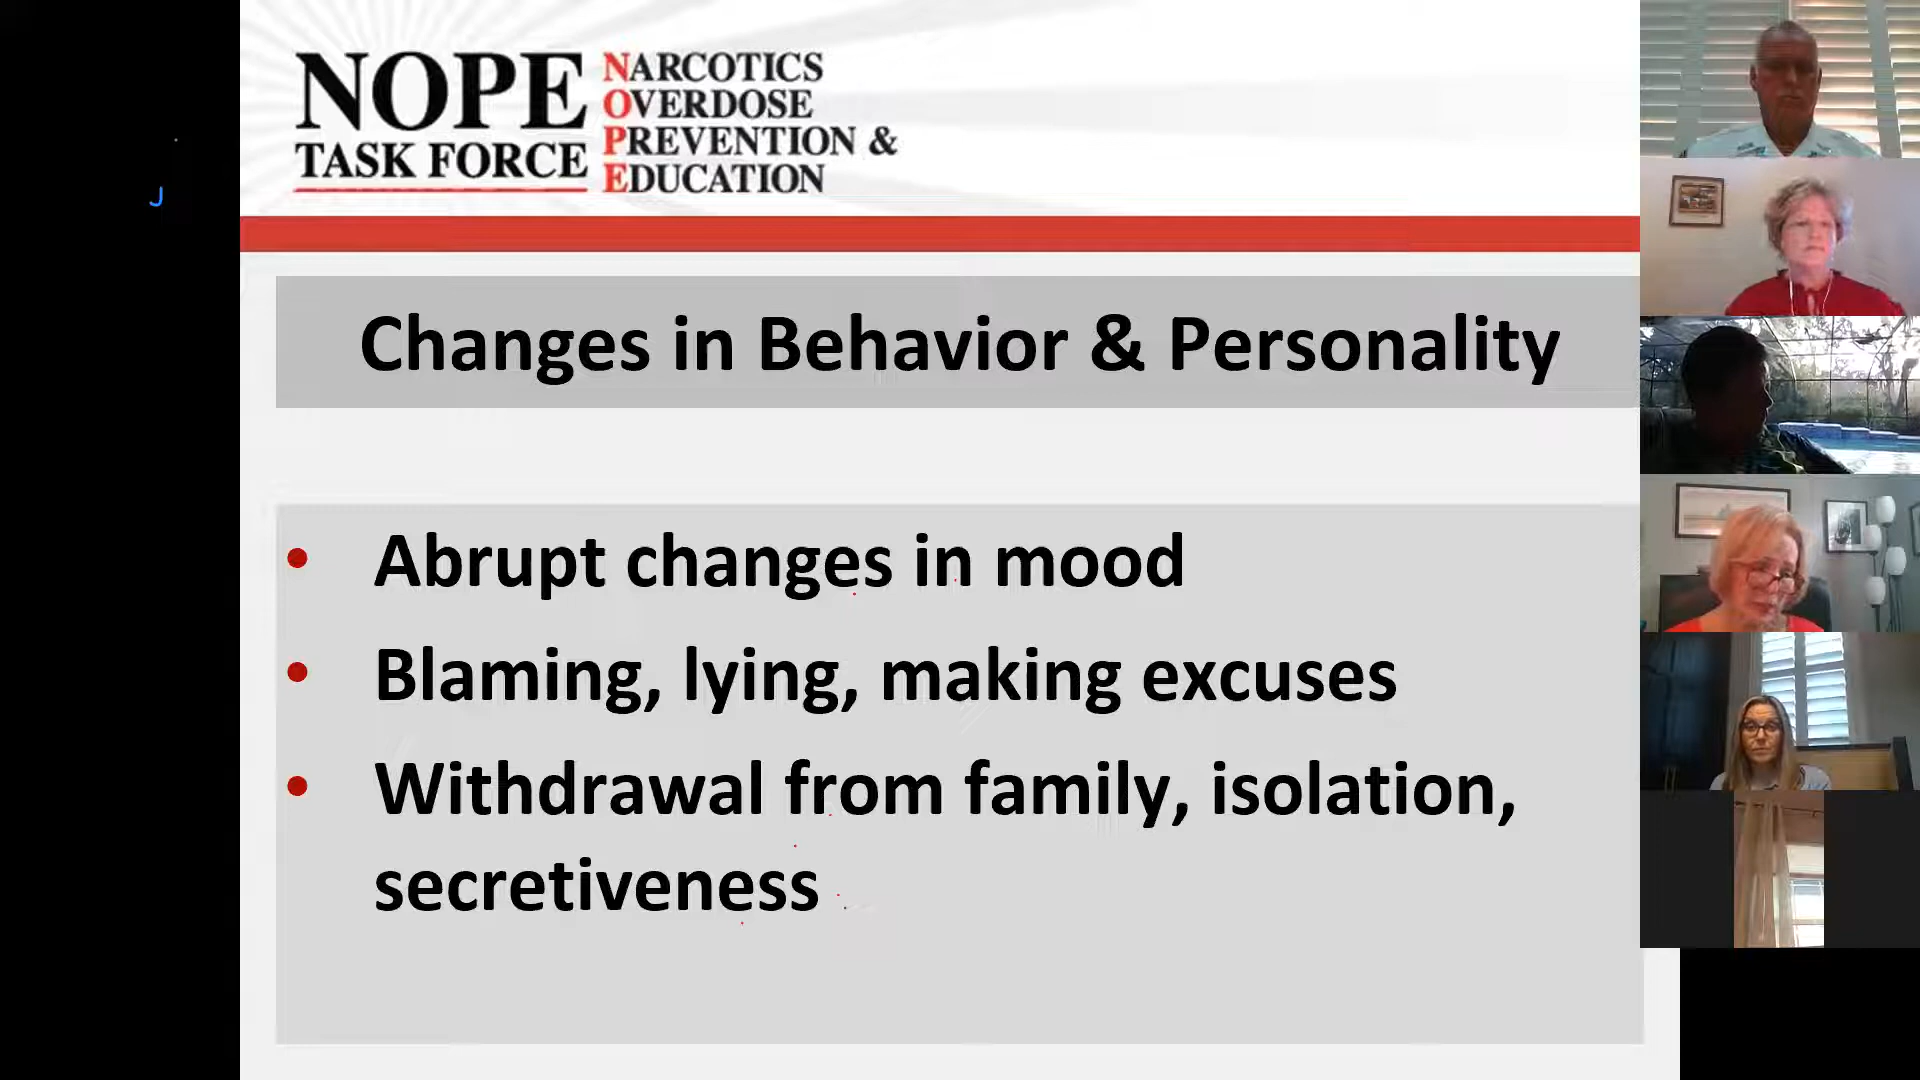 NOPE
TASK FORCE
NARCOTICS
OVERDOSE
PREVENTION &
EDUCATION
J
Changes in Behavior & Personality
• Abrupt changes in mood
• Blaming, lying, making excuses
• Withdrawal from family, isolation,
secretiveness